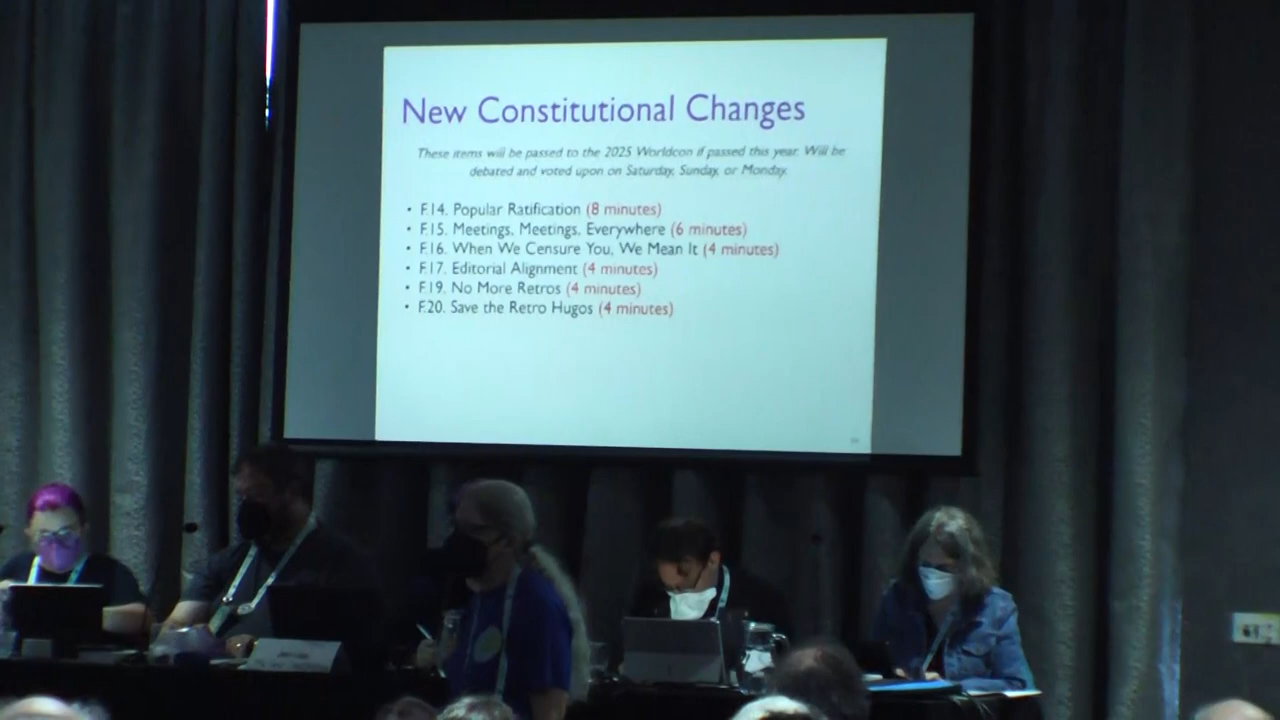 New Constitutional Changes
These items will be passed to the 2025 Worldcon if passed this year. Will be
debated and voted upon on Saturday, Sunday, or Monday.
• F.14. Popular Ratification (8 minutes)
• F.15. Meetings, Meetings, Everywhere (6 minutes)
• F.16. When We Censure You, We Mean It (4 minutes)
• F.17. Editorial Alignment (4 minutes)
• F.19. No More Retros (4 minutes)
• F.20. Save the Retro Hugos (4 minutes)